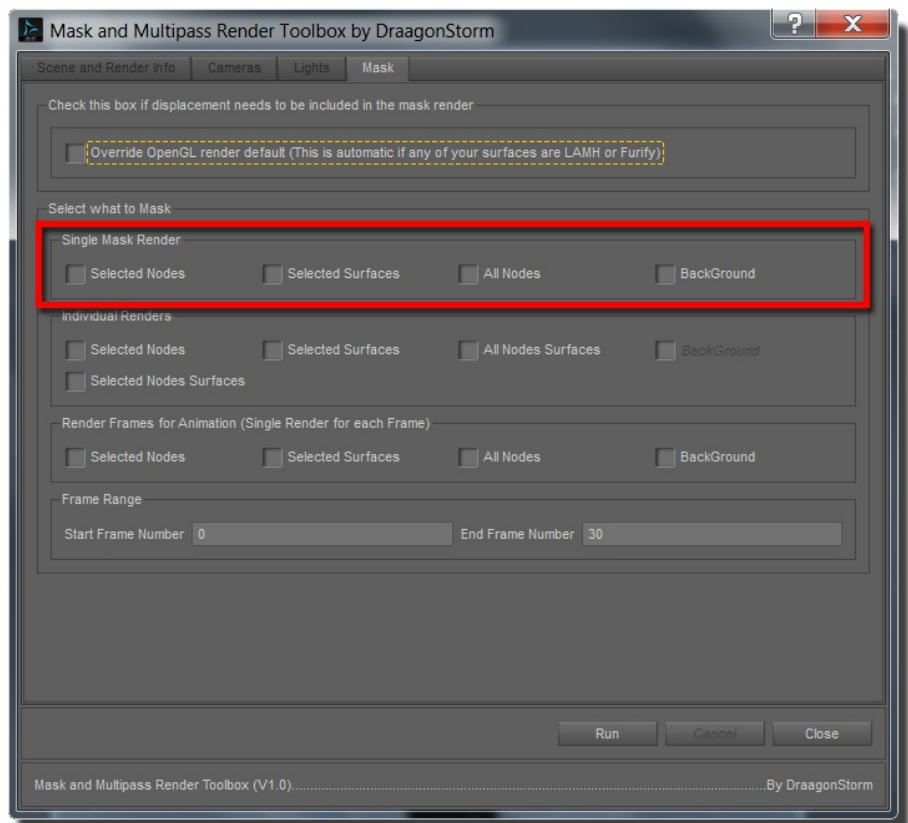 Mask and Multipass Render Toolbox by DraagonStorm
? X
Scene and Render Info Cameras Lights Mask
Check this box if displacement needs to be included in the mask render
Override OpenGL render default (This is automatic if any of your surfaces are LAMH or Furify)
Select what to Mask
Single Mask Render
Selected Nodes Selected Surfaces All Nodes BackGround
Individual Renders
Selected Nodes Selected Surfaces All Nodes Surfaces BackGround
Selected Nodes Surfaces
Render Frames for Animation (Single Render for each Frame)
Selected Nodes Selected Surfaces All Nodes BackGround
Frame Range
Start Frame Number 0 End Frame Number 30
Run Cancel Close
Mask and Multipass Render Toolbox (V1.0)..........................................................................................................................By DraagonStorm